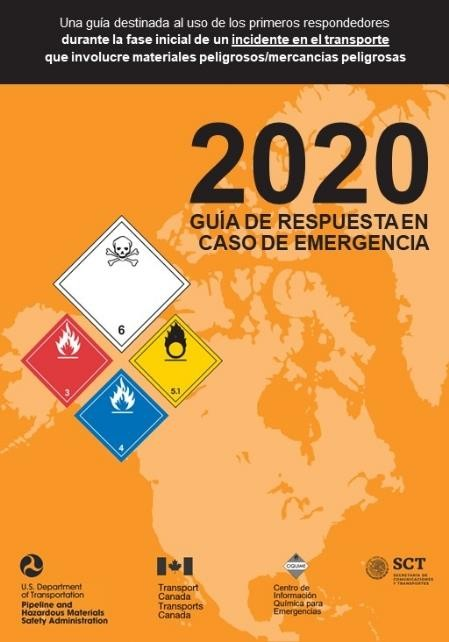 Una guía destinada al uso de los primeros respondedores
durante la fase inicial de un incidente en el transporte
que involucre materiales peligrosos/mercancias peligrosas
2020
GUÍA DE RESPUESTA EN
CASO DE EMERGENCIA
6
3
5.1
4
U.S. Department
of Transportation
Pipeline and
Hazardous Materials
Safety Administration
Transport
Canada
Transports
Canada
CIQUIME
Centro de
Información
Química para
Emergencias
SCT
SECRETARÍA DE
COMUNICACIONES
Y TRANSPORTES